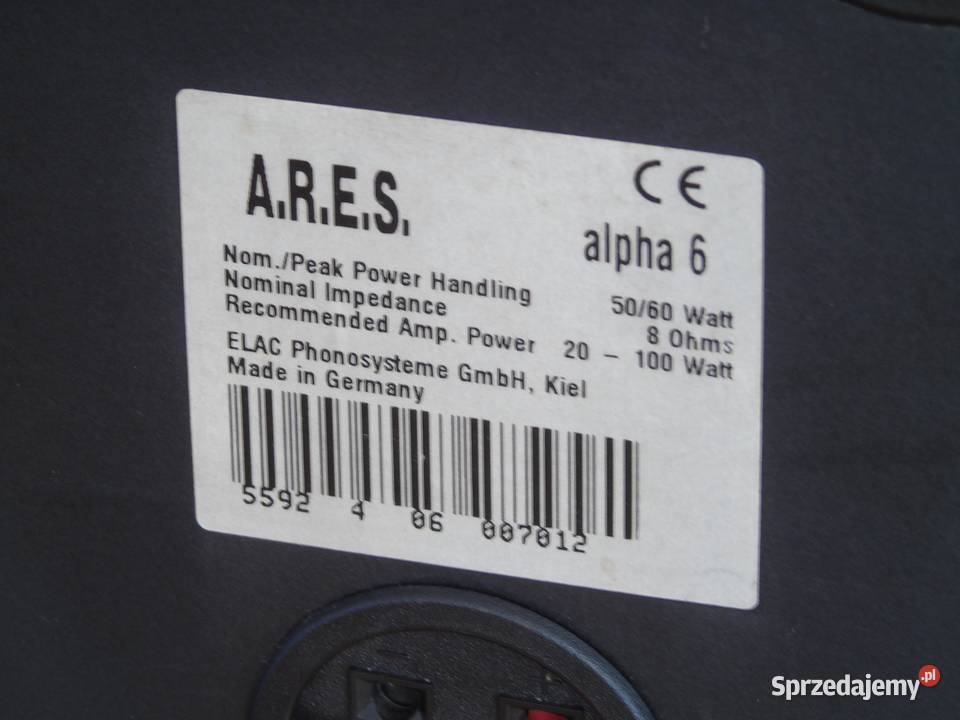 A.R.E.S.
CE
alpha 6
Nom./Peak Power Handling 50/60 Watt
Nominal Impedance 8 Ohms
Recommended Amp. Power 20 – 100 Watt
ELAC Phonosysteme GmbH, Kiel
Made in Germany
5592 4 06 007012
Sprzedajemy.pl